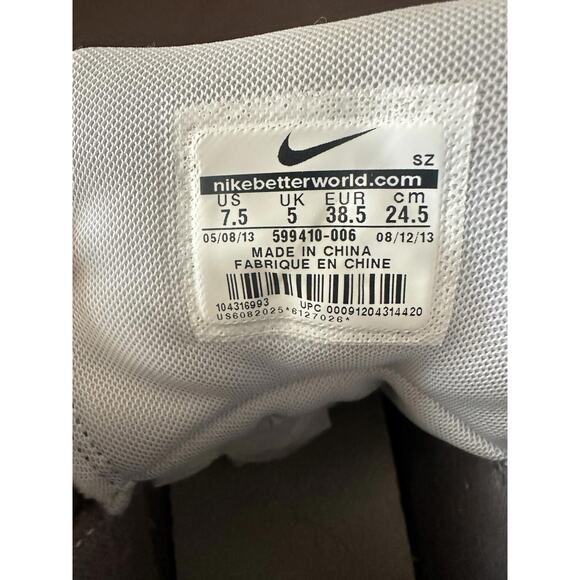 SZ
nikebetterworld.com
US UK EUR cm
7.5 5 38.5 24.5
05/08/13 599410-006 08/12/13
MADE IN CHINA
FABRIQUE EN CHINE
104316993 UPC 00091204314420
US6082025*6127026*